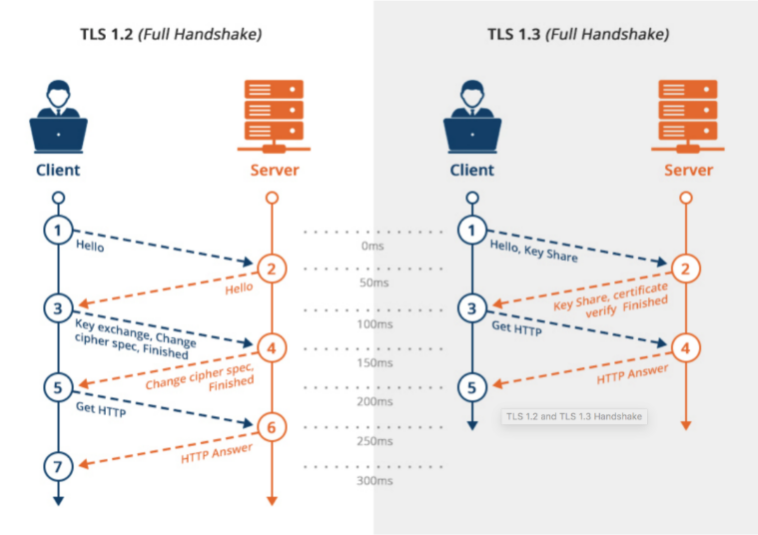 TLS 1.2 (Full Handshake)
Client
Server
1
Hello
2
Hello
3
Key exchange, Change
cipher spec, Finished
4
Change cipher spec,
Finished
5
Get HTTP
6
HTTP Answer
7
0ms
50ms
100ms
150ms
200ms
250ms
300ms
TLS 1.3 (Full Handshake)
Client
Server
1
Hello, Key Share
2
Key Share, certificate
verify Finished
3
Get HTTP
4
HTTP Answer
5
TLS 1.2 and TLS 1.3 Handshake